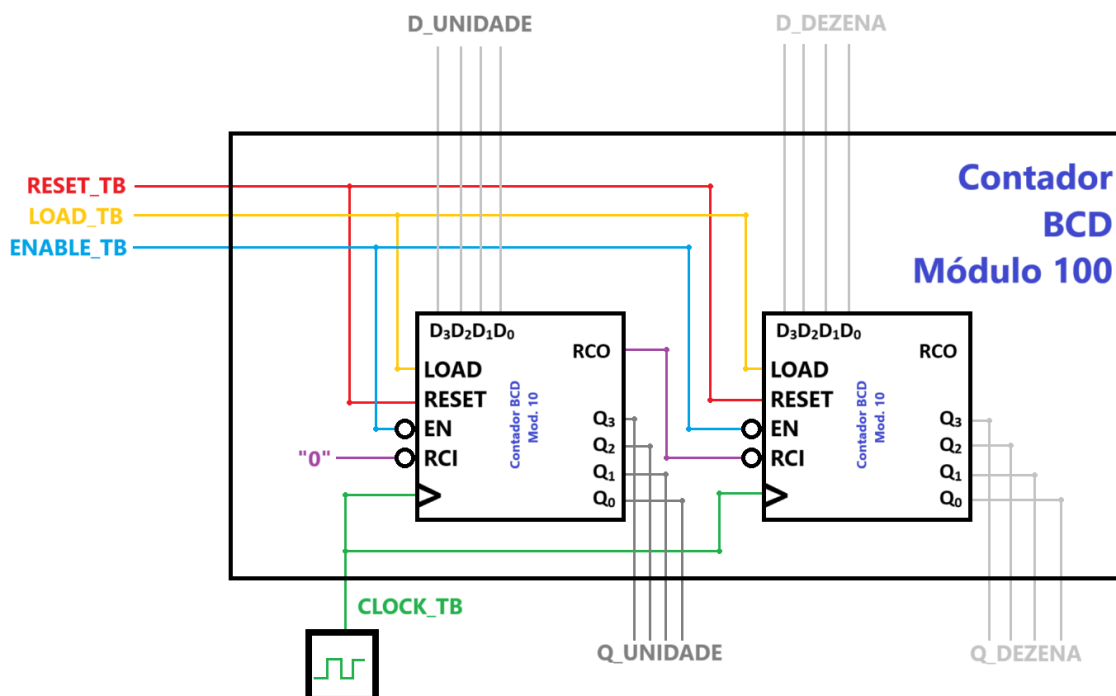 D_UNIDADE
D_DEZENA
RESET_TB
LOAD_TB
ENABLE_TB
Contador
BCD
Módulo 100
D₃D₂D₁D₀
RCO
LOAD
RESET
EN
RCI
Contador BCD
Mod. 10
Q₃
Q₂
Q₁
Q₀
"0"
D₃D₂D₁D₀
RCO
LOAD
RESET
EN
RCI
Contador BCD
Mod. 10
Q₃
Q₂
Q₁
Q₀
CLOCK_TB
Q_UNIDADE
Q_DEZENA